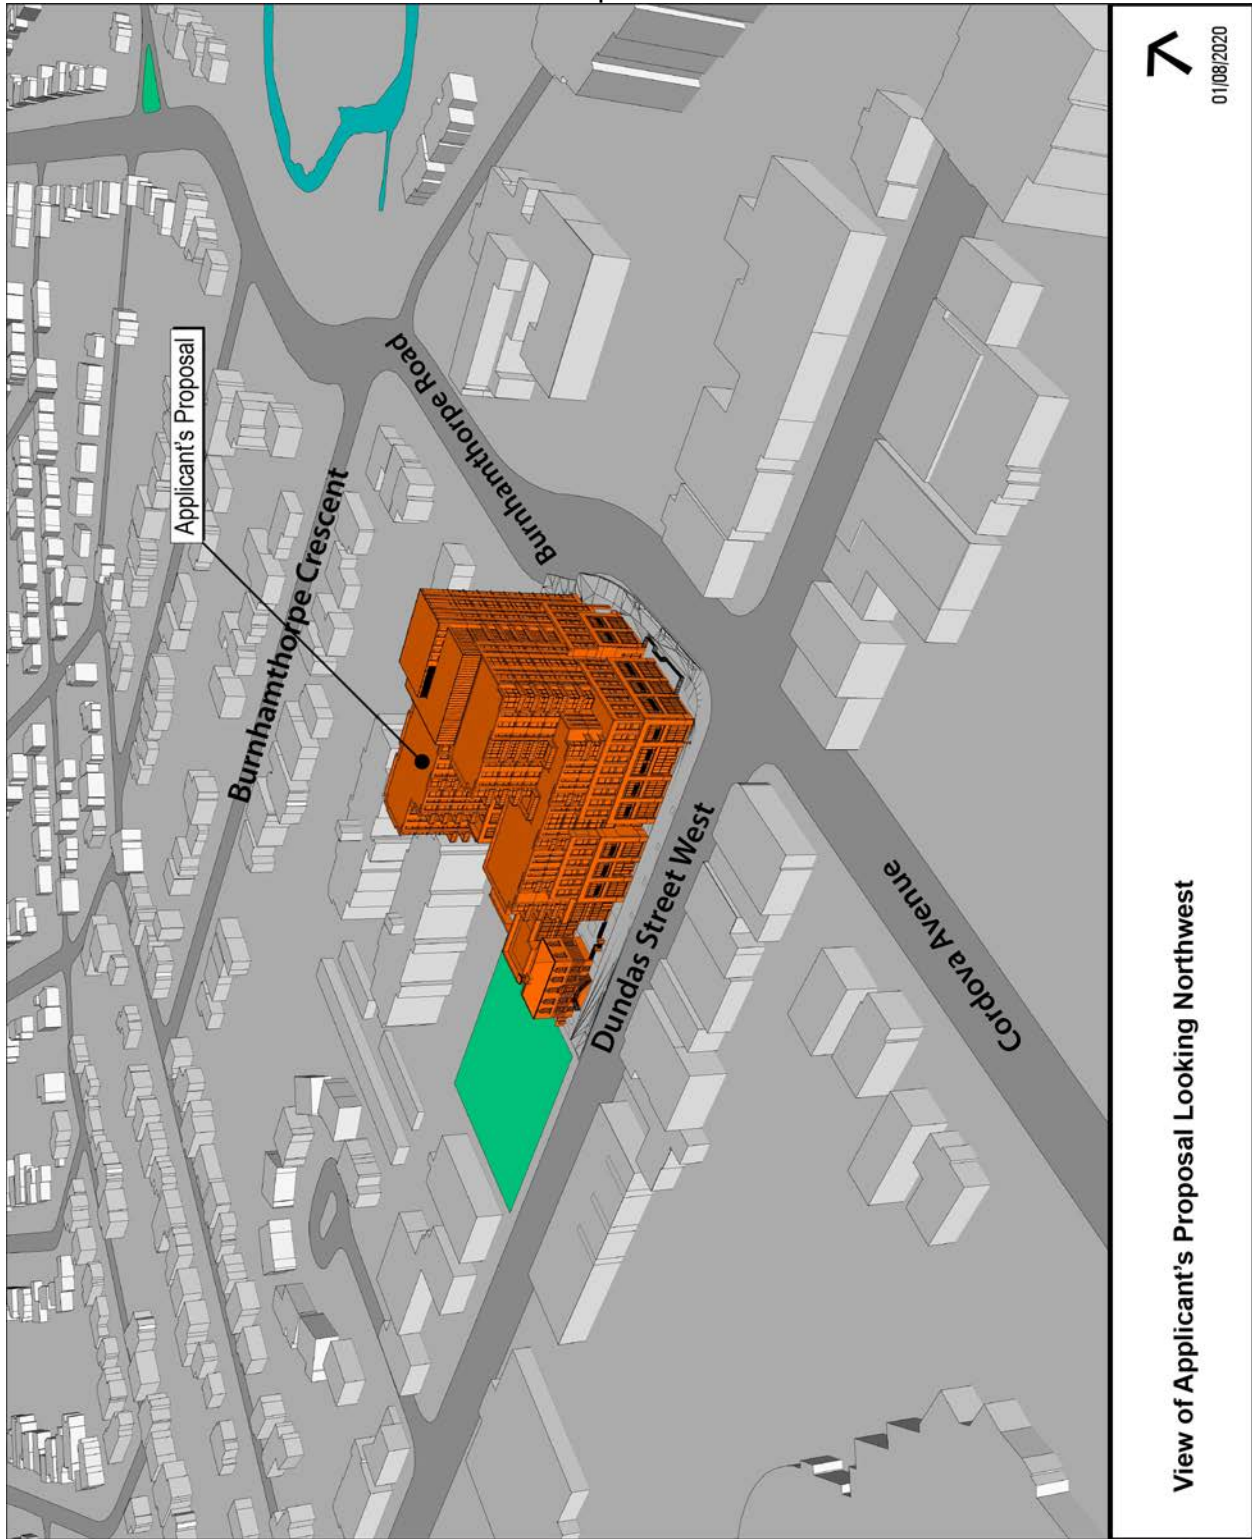 Applicant's Proposal
Burnhamthorpe Crescent
Burnhamthorpe Road
Dundas Street West
Cordova Avenue
View of Applicant's Proposal Looking Northwest
01/08/2020